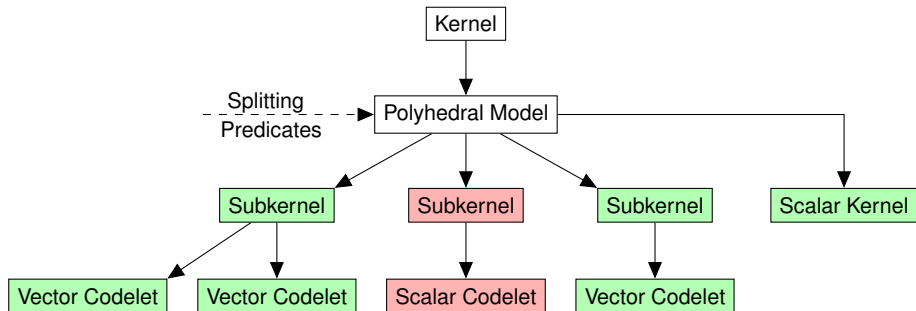 Kernel
Splitting
Predicates
Polyhedral Model
Subkernel
Subkernel
Subkernel
Scalar Kernel
Vector Codelet
Vector Codelet
Scalar Codelet
Vector Codelet